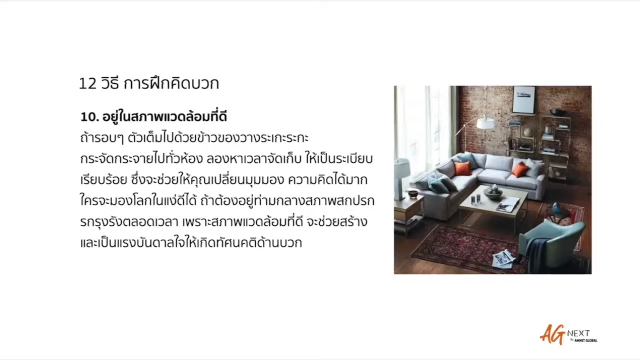 12 วิธี การฝึกคิดบวก
10. อยู่ในสภาพแวดล้อมที่ดี
ถ้ารอบๆ ตัวเต็มไปด้วยข้าวของวางระเกะระกะ
กระจัดกระจายไปทั่วห้อง ลองหาเวลาจัดเก็บ ให้เป็นระเบียบ
เรียบร้อย ซึ่งจะช่วยให้คุณเปลี่ยนมุมมอง ความคิดได้มาก
ใครจะมองโลกในแง่ดีได้ ถ้าต้องอยู่ท่ามกลางสภาพสกปรก
รกรุงรังตลอดเวลา เพราะสภาพแวดล้อมที่ดี จะช่วยสร้าง
และเป็นแรงบันดาลใจให้เกิดทัศนคติด้านบวก
AG NEXT
by AMNET GLOBAL